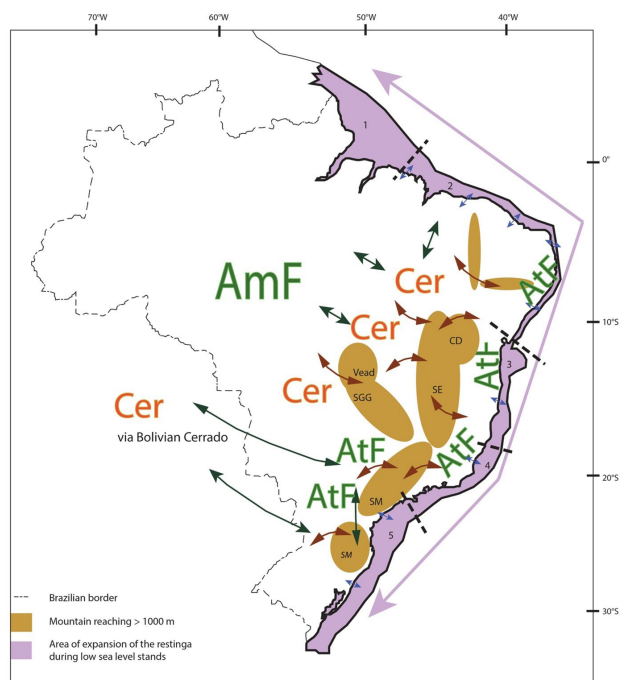 70°W 60°W 50°W 40°W
1
0°
2
AmF
Cer
AtF
Cer
10°S
CD
3
AtF
Vead
Cer
SE
SGG
Cer
via Bolivian Cerrado
AtF
AtF
4
20°S
AtF
SM
5
SM
Brazilian border
Mountain reaching > 1000 m
30°S
Area of expansion of the restinga
during low sea level stands